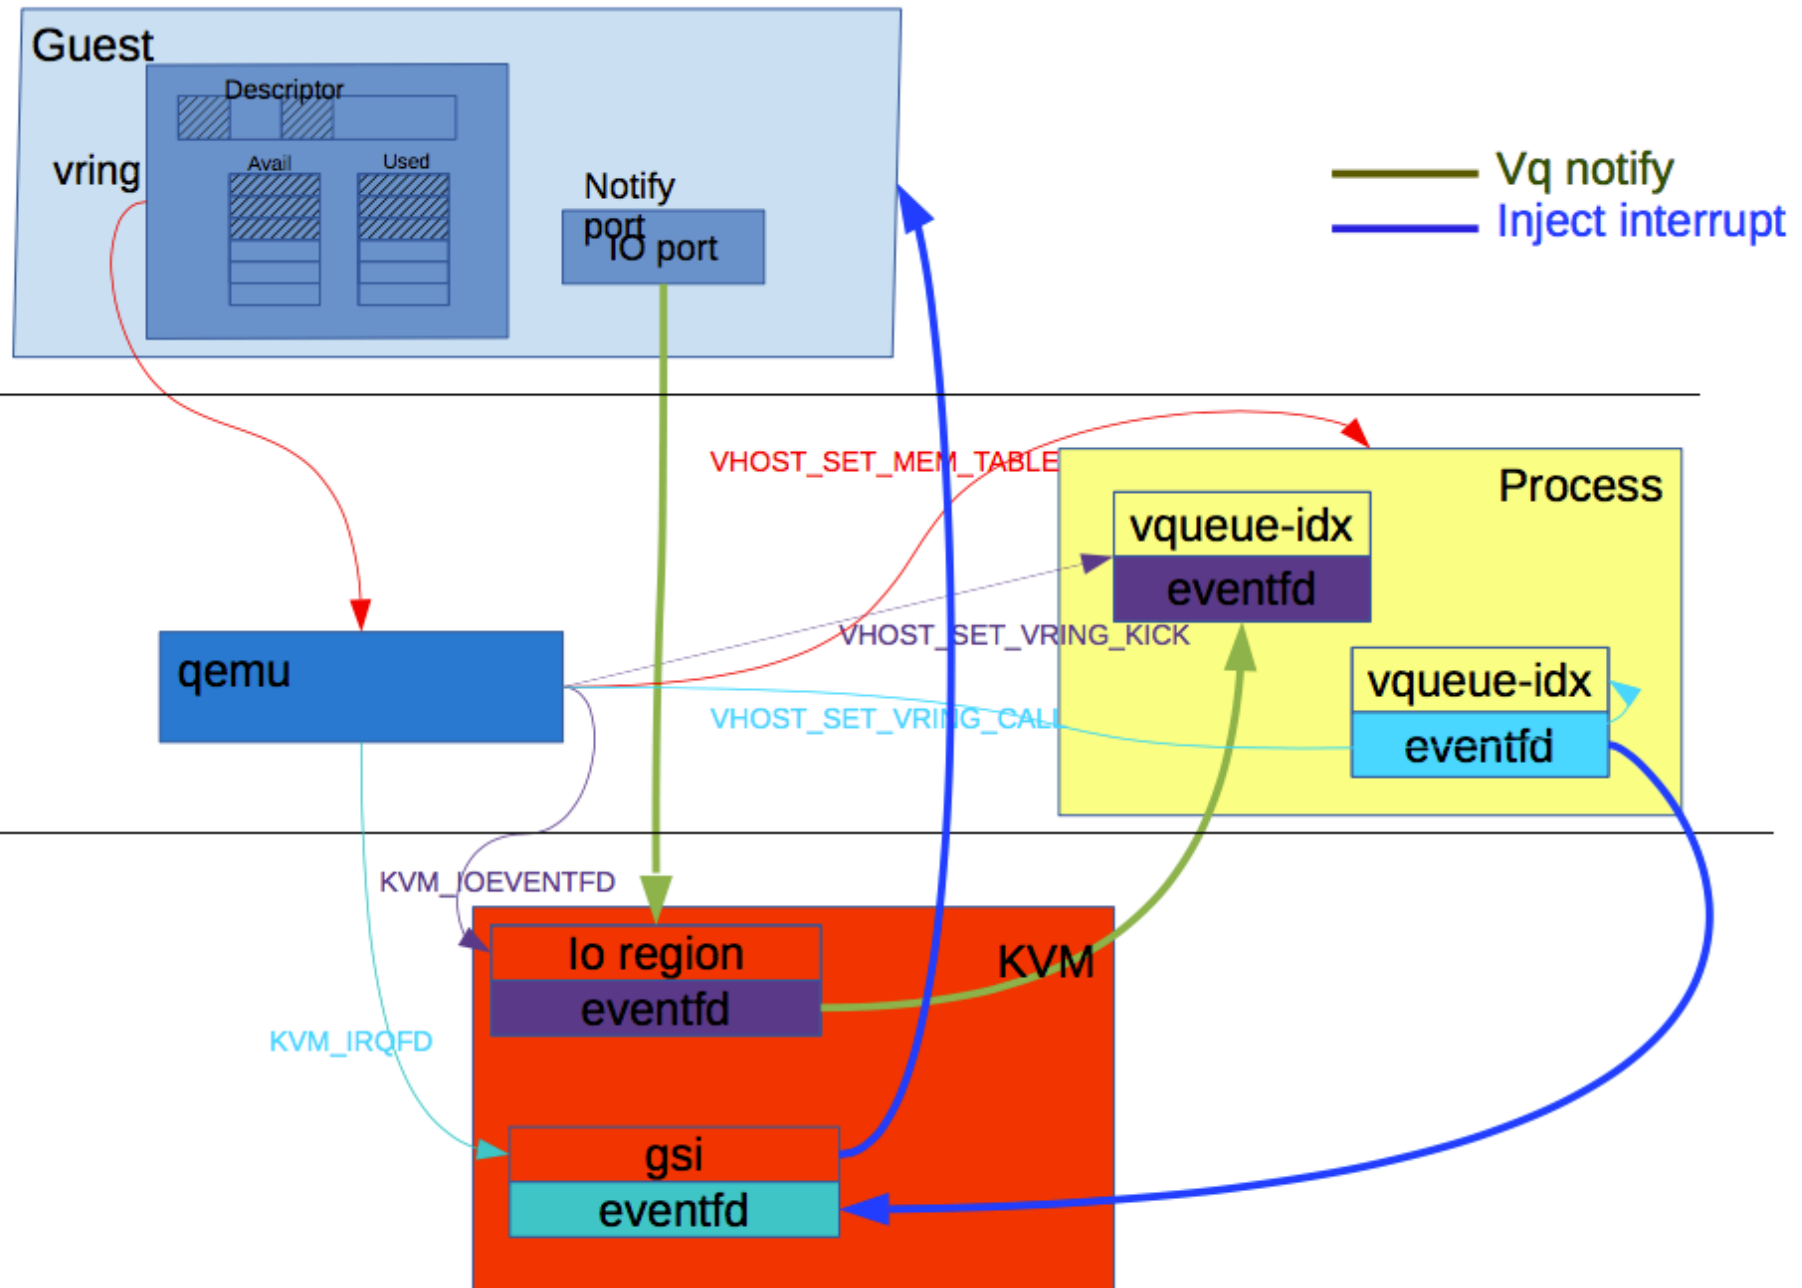 Guest
Descriptor
vring
Avail
Used
Notify
port
IO port
Vq notify
Inject interrupt
VHOST_SET_MEM_TABLE
Process
vqueue-idx
eventfd
VHOST_SET_VRING_KICK
qemu
vqueue-idx
VHOST_SET_VRING_CALL
eventfd
KVM_IOEVENTFD
Io region
KVM
eventfd
KVM_IRQFD
gsi
eventfd